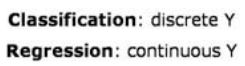 Classification: discrete Y
Regression: continuous Y